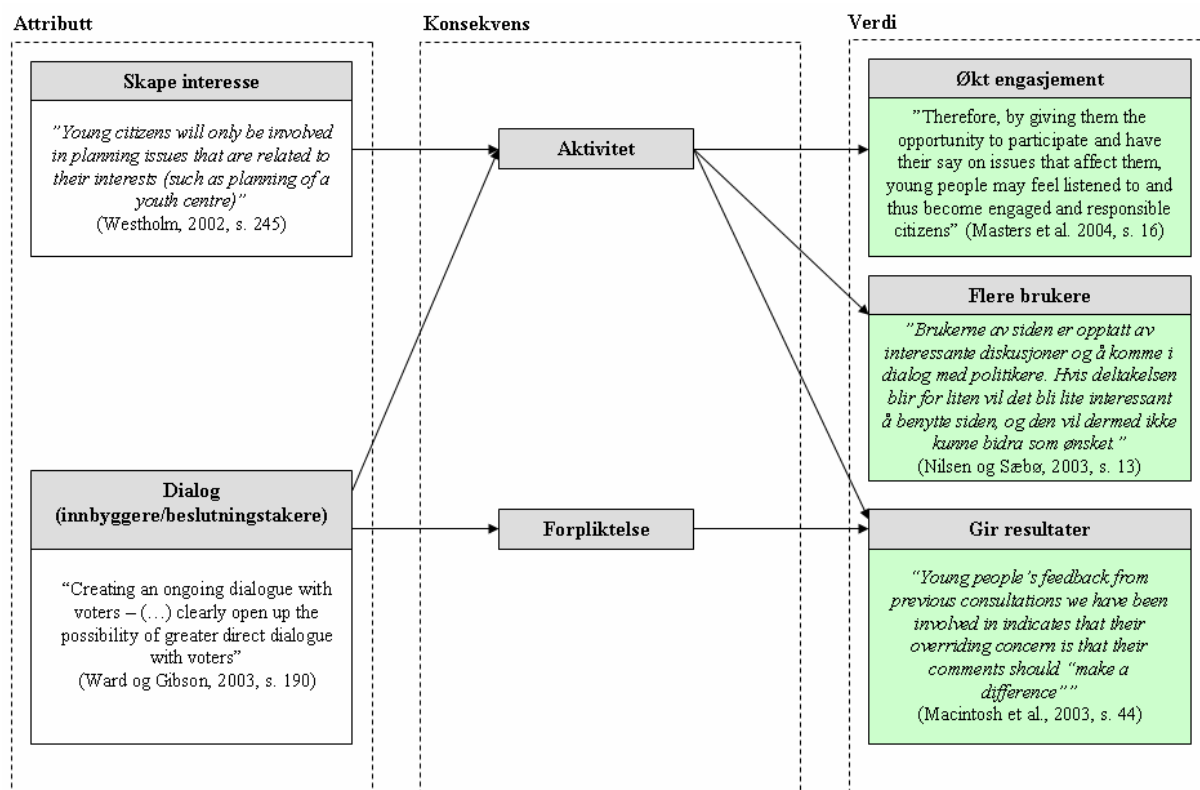 Attributt
Skape interesse
”Young citizens will only be involved
in planning issues that are related to
their interests (such as planning of a
youth centre)”
(Westholm, 2002, s. 245)
Dialog
(innbyggere/beslutningstakere)
“Creating an ongoing dialogue with
voters – (…) clearly open up the
possibility of greater direct dialogue
with voters”
(Ward og Gibson, 2003, s. 190)
Konsekvens
Aktivitet
Forpliktelse
Verdi
Økt engasjement
”Therefore, by giving them the
opportunity to participate and have
their say on issues that affect them,
young people may feel listened to and
thus become engaged and responsible
citizens” (Masters et al. 2004, s. 16)
Flere brukere
”Brukerne av siden er opptatt av
interessante diskusjoner og å komme i
dialog med politikere. Hvis deltakelsen
blir for liten vil det bli lite interessant
å benytte siden, og den vil dermed ikke
kunne bidra som ønsket.”
(Nilsen og Sæbø, 2003, s. 13)
Gir resultater
“Young people’s feedback from
previous consultations we have been
involved in indicates that their
overriding concern is that their
comments should “make a
difference””
(Macintosh et al., 2003, s. 44)